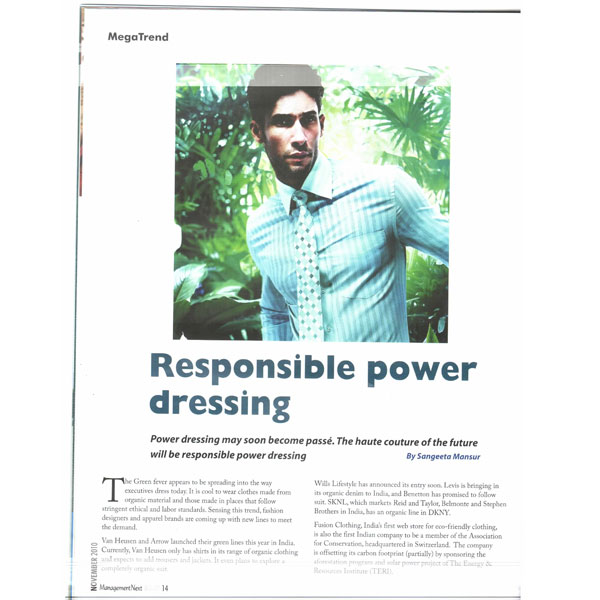 MegaTrend
Responsible power
dressing
Power dressing may soon become passé. The haute couture of the future
will be responsible power dressing
By Sangeeta Mansur
The Green fever appears to be spreading into the way
executives dress today. It is cool to wear clothes made from
organic material and those made in places that follow
stringent ethical and labor standards. Sensing this trend, fashion
designers and apparel brands are coming up with new lines to meet
the demand.
Van Heusen and Arrow launched their green lines this year in India.
Currently, Van Heusen only has shirts in its range of organic clothing
and expects to add trousers and jackets. It even plans to explore a
completely organic suit.
Wills Lifestyle has announced its entry soon. Levis is bringing in
its organic denim to India, and Benetton has promised to follow
suit. SKNL, which markets Reid and Taylor, Belmonte and Stephen
Brothers in India, has an organic line in DKNY.
Fusion Clothing, India's first web store for eco-friendly clothing,
is also the first Indian company to be a member of the Association
for Conservation, headquartered in Switzerland. The company
is offsetting its carbon footprint (partially) by sponsoring the
afforestation program and solar power project of The Energy &
Resources Institute (TERI).
NOVEMBER 2010
ManagementNext
14